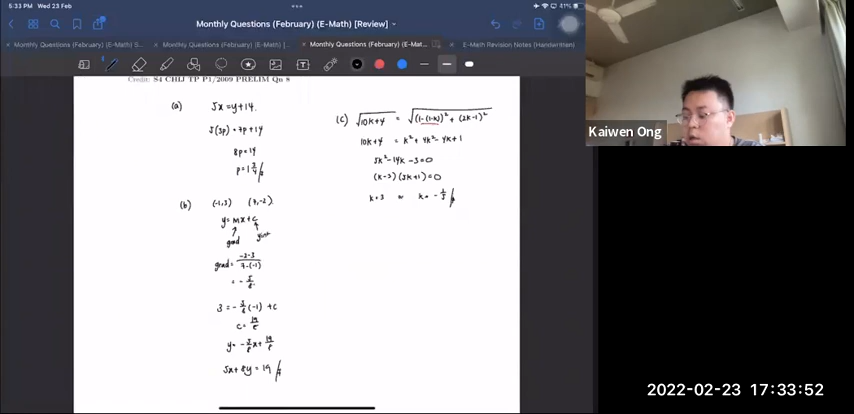 5:33 PM Wed 23 Feb
41%
Monthly Questions (February) (E-Math) [Review]
Monthly Questions (February) (E-Math) S...
Monthly Questions (February) (E-Math) [...
Monthly Questions (February) (E-Mat...
E-Math Revision Notes (Handwritten)
Credit: S4 CHIJ TP P1/2009 PRELIM Qn 8
(a) 5x = y + 14.
5(3p) = 7p + 14
8p = 14
p = 1 3/4
(b) (-1, 3) (7, -2)
y = mx + c
grad yint
grad = -2-3 / 7-(-1)
= - 5/8
3 = - 5/8 (-1) + c
c = 19/8
y = - 5/8 x + 19/8
5x + 8y = 19
(c) √10k+4 = √(1-(1-k))² + (2k-1)²
10k+4 = k² + 4k² - 4k + 1
5k² - 14k - 3 = 0
(k-3)(5k+1) = 0
k = 3 or k = - 1/5
Kaiwen Ong
2022-02-23 17:33:52